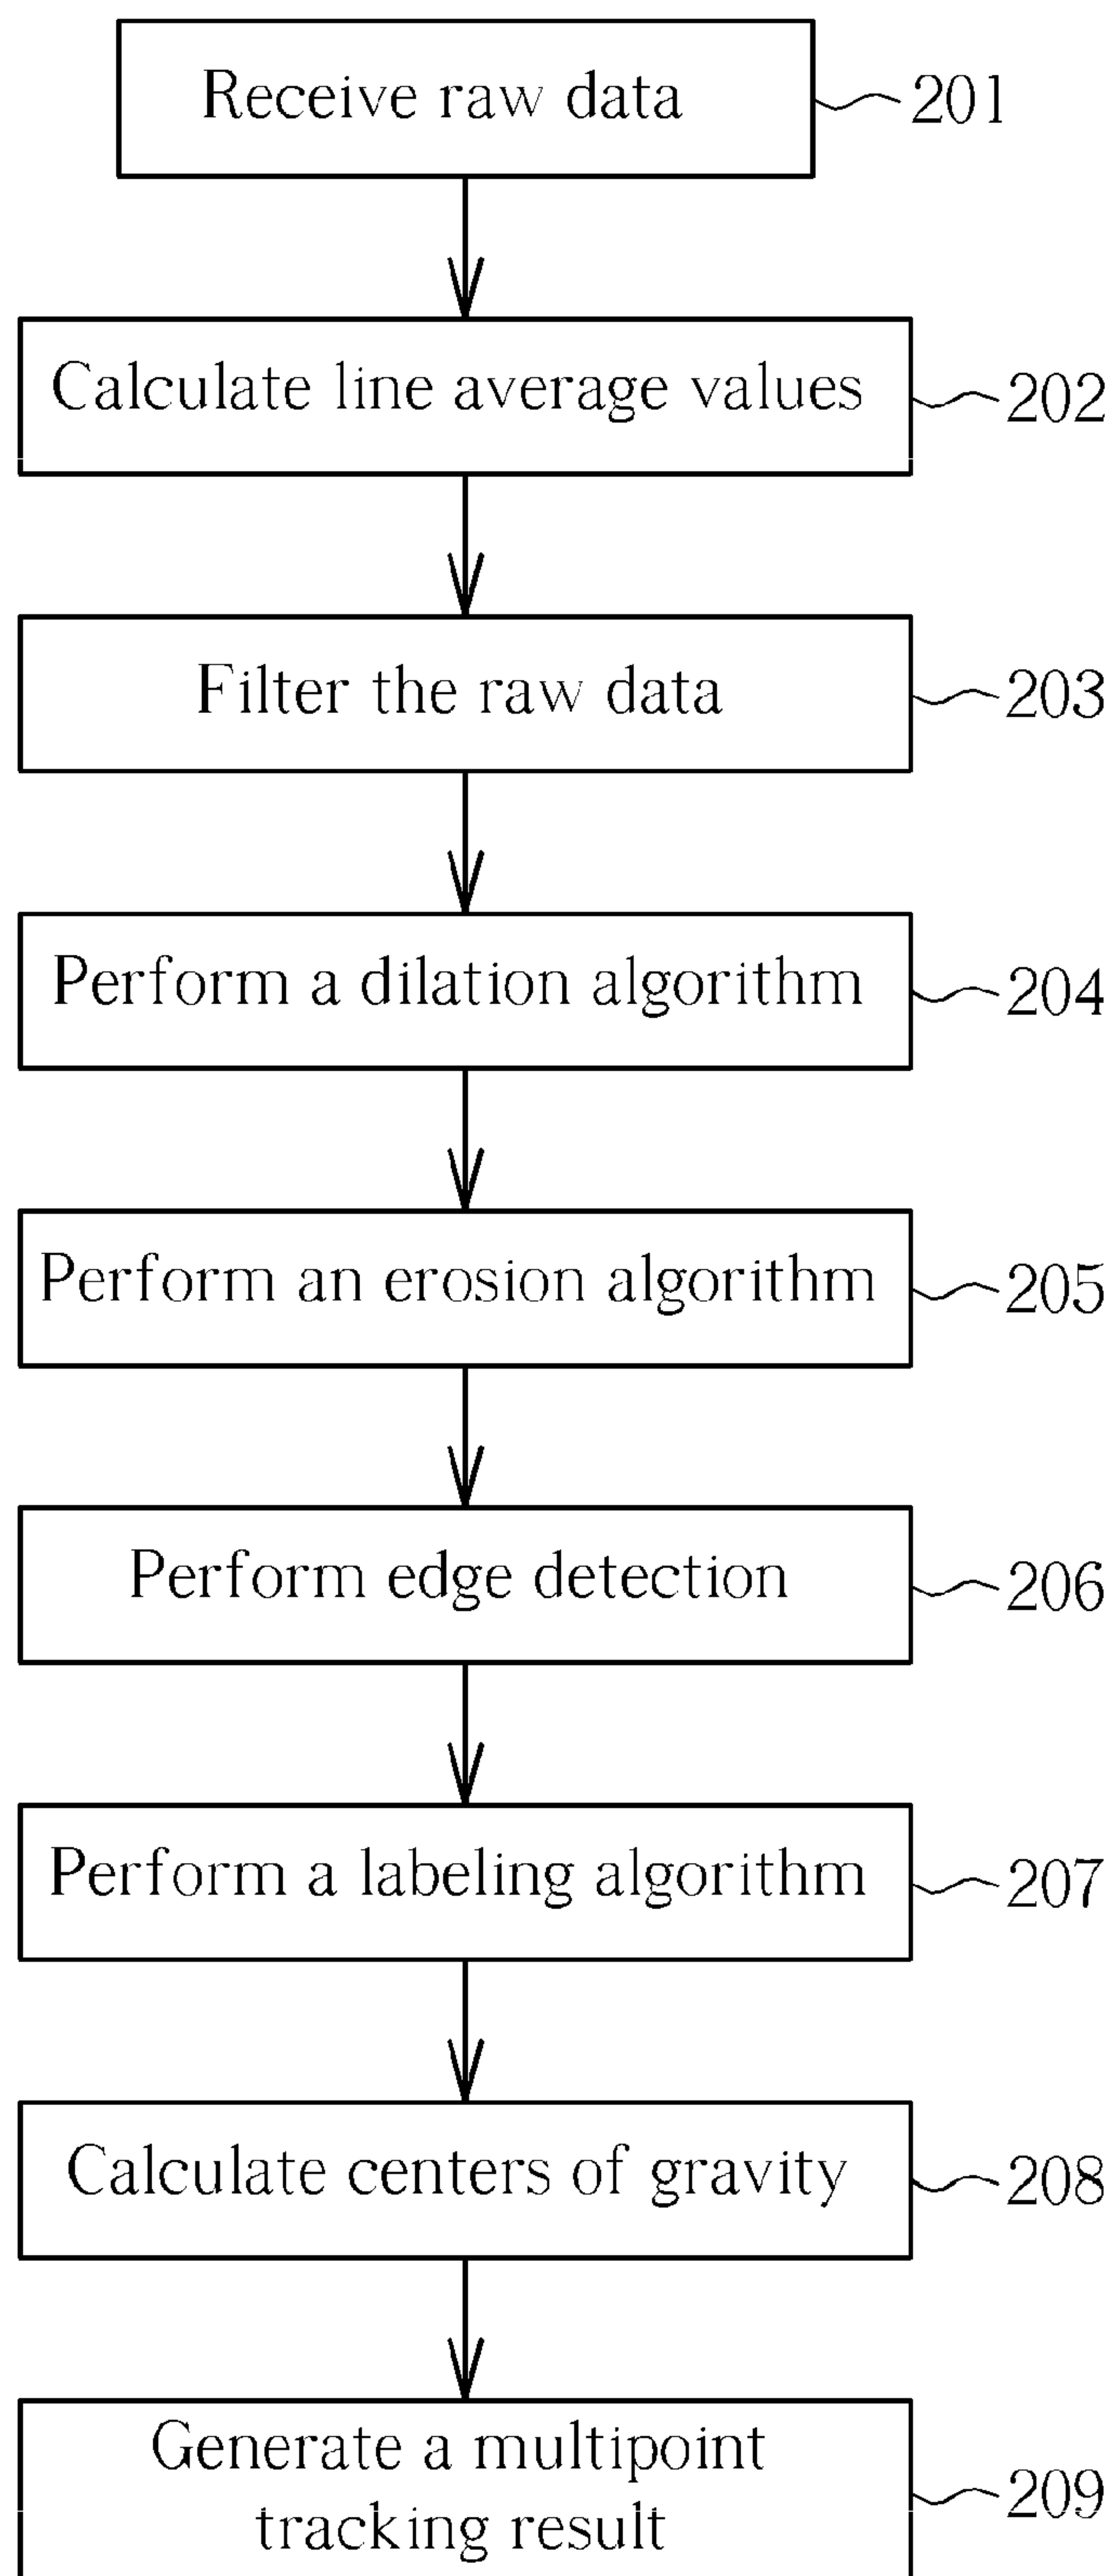 Receive raw data
201
Calculate line average values
202
Filter the raw data
203
Perform a dilation algorithm
204
Perform an erosion algorithm
205
Perform edge detection
206
Perform a labeling algorithm
207
Calculate centers of gravity
208
Generate a multipoint
tracking result
209